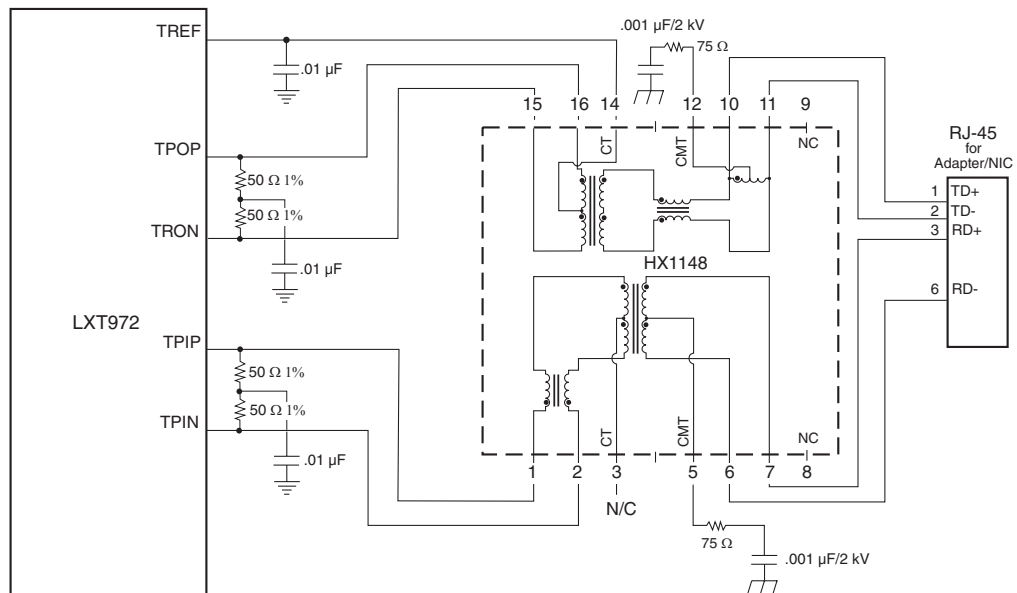 LXT972
TREF
.01 µF
TPOP
50 Ω 1%
50 Ω 1%
TRON
.01 µF
TPIP
50 Ω 1%
50 Ω 1%
TPIN
.01 µF
.001 µF/2 kV
75 Ω
15 16 14 12 10 11 9
CT
CMT
NC
HX1148
CT
CMT
NC
1 2 3 5 6 7 8
N/C
75 Ω
.001 µF/2 kV
RJ-45
for
Adapter/NIC
1 TD+
2 TD-
3 RD+
6 RD-